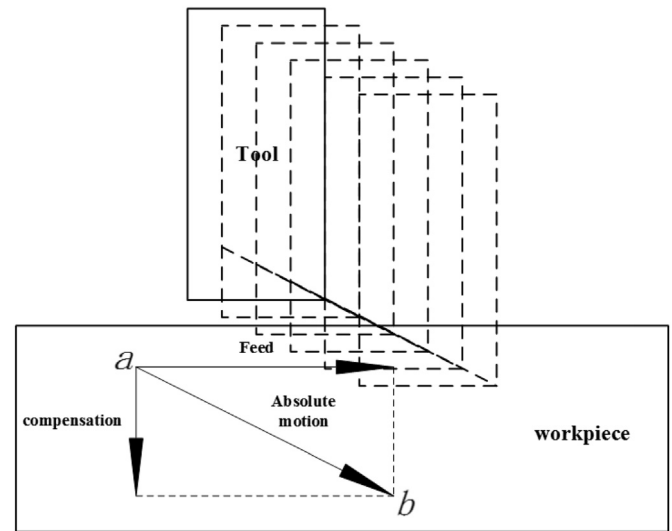 Tool
Feed
a
compensation
Absolute
motion
workpiece
b